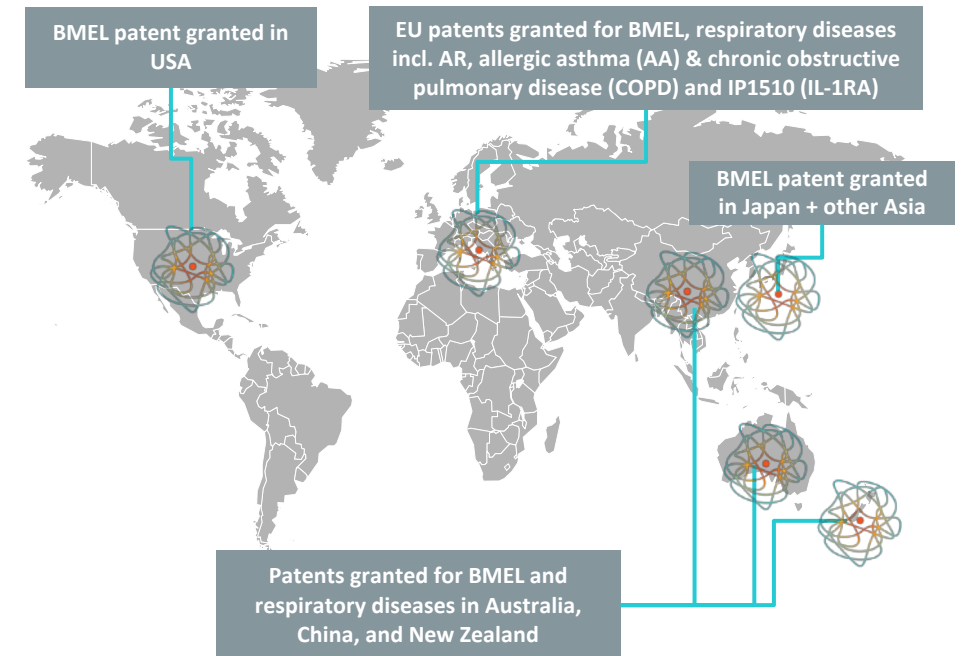 BMEL patent granted in
USA
EU patents granted for BMEL, respiratory diseases
incl. AR, allergic asthma (AA) & chronic obstructive
pulmonary disease (COPD) and IP1510 (IL-1RA)
BMEL patent granted
in Japan + other Asia
Patents granted for BMEL and
respiratory diseases in Australia,
China, and New Zealand